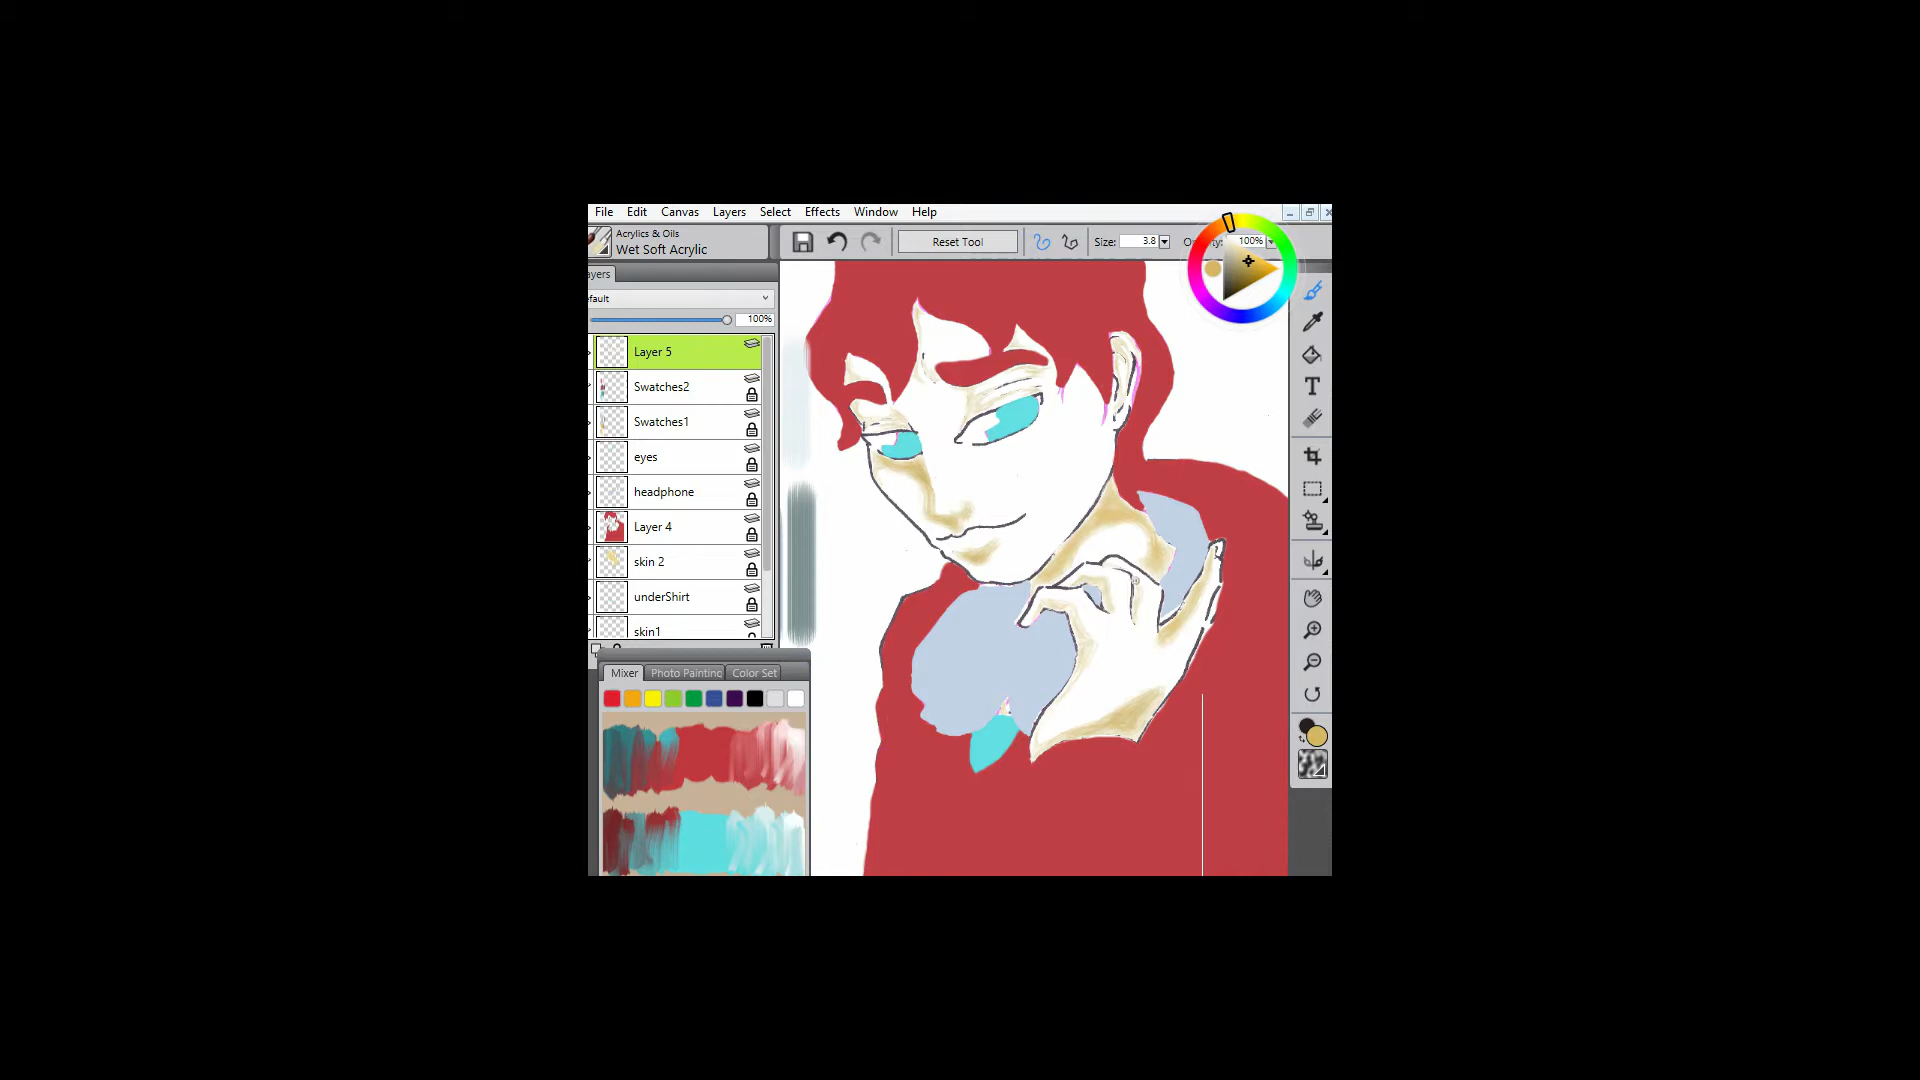 File Edit Canvas Layers Select Effects Window Help
Acrylics & Oils
Wet Soft Acrylic
Reset Tool
Size: 3.8
100%
ayers
efault
100%
Layer 5
Swatches2
Swatches1
eyes
headphone
Layer 4
skin 2
underShirt
skin1
Mixer Photo Painting Color Set
T